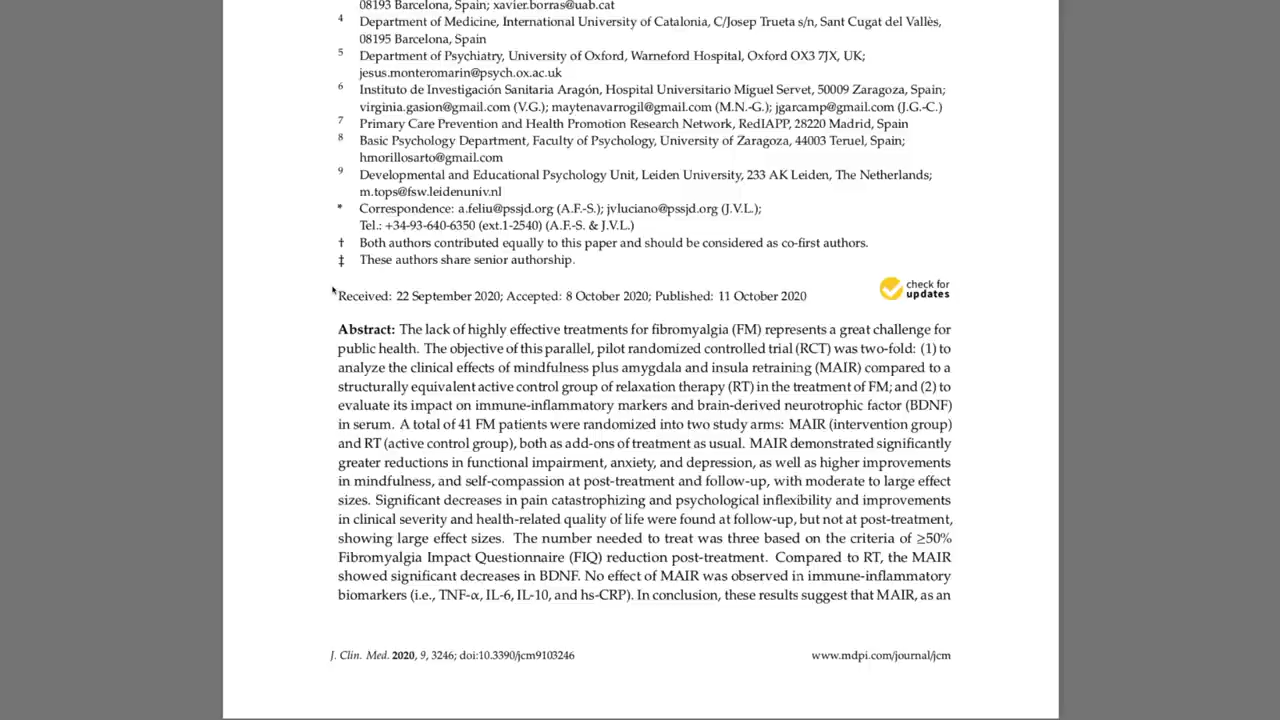 08193 Barcelona, Spain; xavier.borras@uab.cat
4 Department of Medicine, International University of Catalonia, C/Josep Trueta s/n, Sant Cugat del Vallès,
08195 Barcelona, Spain
5 Department of Psychiatry, University of Oxford, Warneford Hospital, Oxford OX3 7JX, UK;
jesus.monteromarin@psych.ox.ac.uk
6 Instituto de Investigación Sanitaria Aragón, Hospital Universitario Miguel Servet, 50009 Zaragoza, Spain;
virginia.gasion@gmail.com (V.G.); maytenavarrogil@gmail.com (M.N.-G.); jgarcamp@gmail.com (J.G.-C.)
7 Primary Care Prevention and Health Promotion Research Network, RedIAPP, 28220 Madrid, Spain
8 Basic Psychology Department, Faculty of Psychology, University of Zaragoza, 44003 Teruel, Spain;
hmorillosarto@gmail.com
9 Developmental and Educational Psychology Unit, Leiden University, 233 AK Leiden, The Netherlands;
m.tops@fsw.leidenuniv.nl
* Correspondence: a.feliu@pssjd.org (A.F.-S.); jvluciano@pssjd.org (J.V.L.);
Tel.: +34-93-640-6350 (ext.1-2540) (A.F.-S. & J.V.L.)
† Both authors contributed equally to this paper and should be considered as co-first authors.
‡ These authors share senior authorship.
Received: 22 September 2020; Accepted: 8 October 2020; Published: 11 October 2020
check for
updates
Abstract: The lack of highly effective treatments for fibromyalgia (FM) represents a great challenge for
public health. The objective of this parallel, pilot randomized controlled trial (RCT) was two-fold: (1) to
analyze the clinical effects of mindfulness plus amygdala and insula retraining (MAIR) compared to a
structurally equivalent active control group of relaxation therapy (RT) in the treatment of FM; and (2) to
evaluate its impact on immune-inflammatory markers and brain-derived neurotrophic factor (BDNF)
in serum. A total of 41 FM patients were randomized into two study arms: MAIR (intervention group)
and RT (active control group), both as add-ons of treatment as usual. MAIR demonstrated significantly
greater reductions in functional impairment, anxiety, and depression, as well as higher improvements
in mindfulness, and self-compassion at post-treatment and follow-up, with moderate to large effect
sizes. Significant decreases in pain catastrophizing and psychological inflexibility and improvements
in clinical severity and health-related quality of life were found at follow-up, but not at post-treatment,
showing large effect sizes. The number needed to treat was three based on the criteria of ≥50%
Fibromyalgia Impact Questionnaire (FIQ) reduction post-treatment. Compared to RT, the MAIR
showed significant decreases in BDNF. No effect of MAIR was observed in immune-inflammatory
biomarkers (i.e., TNF-α, IL-6, IL-10, and hs-CRP). In conclusion, these results suggest that MAIR, as an
J. Clin. Med. 2020, 9, 3246; doi:10.3390/jcm9103246
www.mdpi.com/journal/jcm